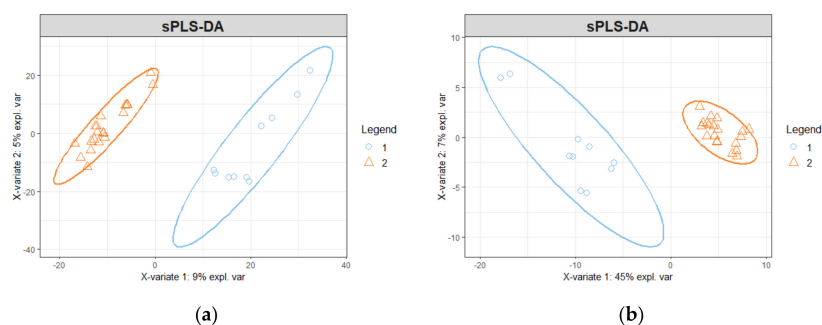 sPLS-DA
X-variate 2: 5% expl. var
20
0
-20
-40
-20
0
20
40
X-variate 1: 9% expl. var
Legend
1
2
(a)
sPLS-DA
X-variate 2: 7% expl. var
10
5
0
-5
-10
-20
-10
0
10
X-variate 1: 45% expl. var
Legend
1
2
(b)